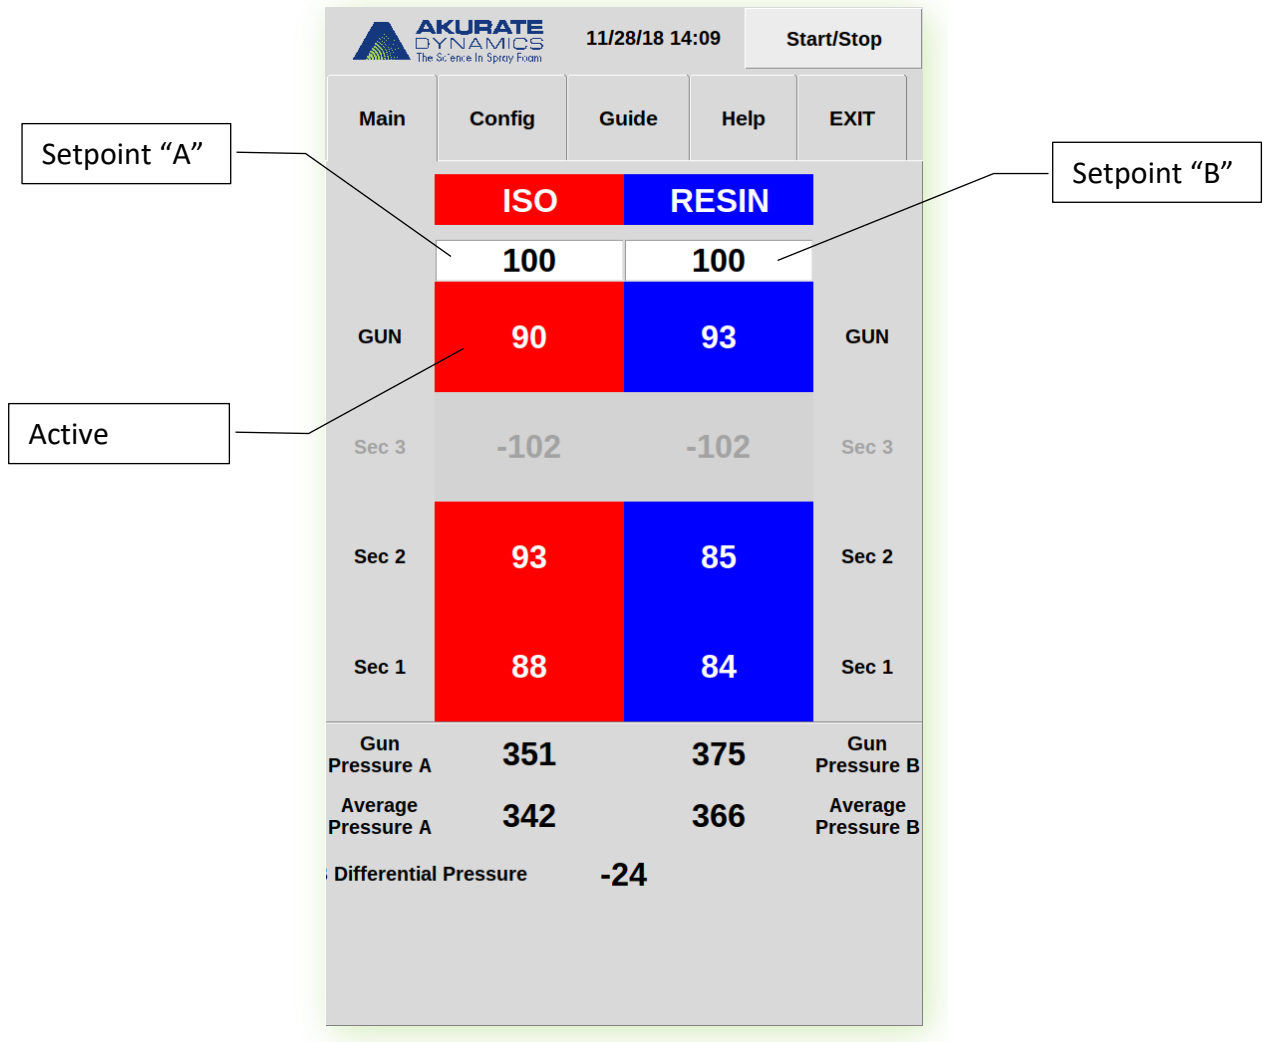 AKURATE
DYNAMICS
The Science In Spray Foam
11/28/18 14:09
Start/Stop
Main
Config
Guide
Help
EXIT
Setpoint “A”
Setpoint “B”
ISO
RESIN
100
100
GUN
90
93
GUN
Active
Sec 3
-102
-102
Sec 3
Sec 2
93
85
Sec 2
Sec 1
88
84
Sec 1
Gun
Pressure A
351
375
Gun
Pressure B
Average
Pressure A
342
366
Average
Pressure B
Differential Pressure
-24